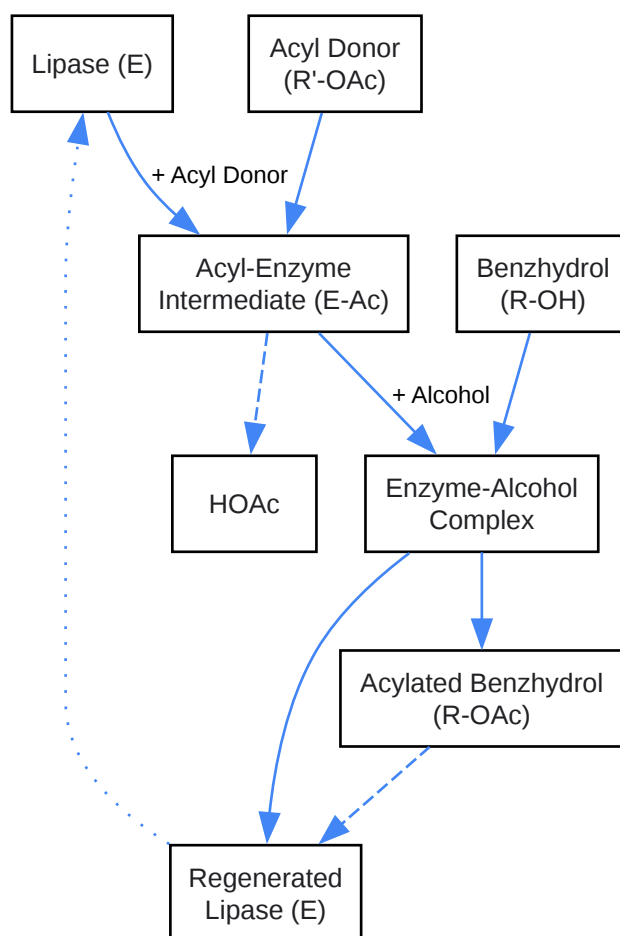 Lipase (E)
Acyl Donor
(R'-OAc)
+ Acyl Donor
Acyl-Enzyme
Intermediate (E-Ac)
Benzhydrol
(R-OH)
+ Alcohol
HOAc
Enzyme-Alcohol
Complex
Acylated Benzhydrol
(R-OAc)
Regenerated
Lipase (E)